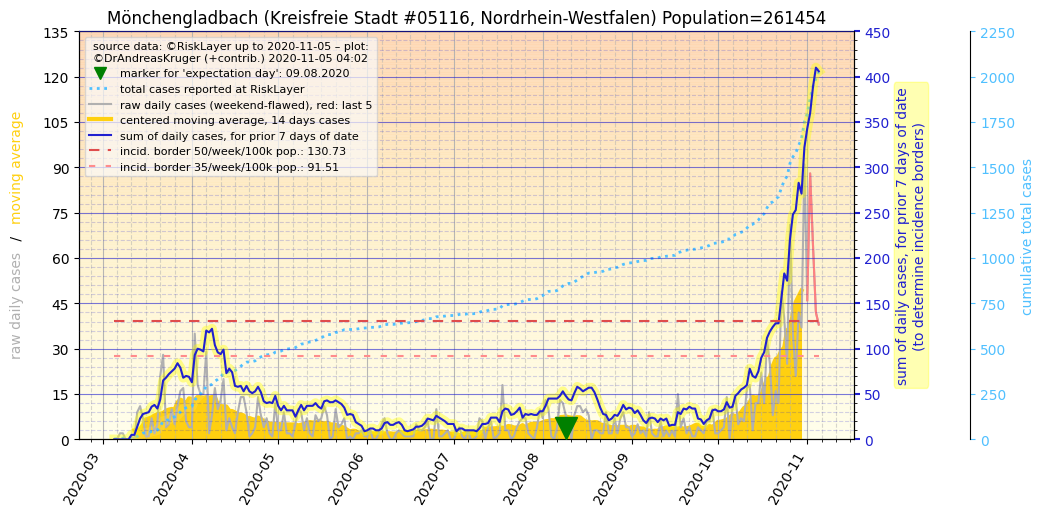 Mönchengladbach (Kreisfreie Stadt #05116, Nordrhein-Westfalen) Population=261454
source data: ©RiskLayer up to 2020-11-05 – plot:
©DrAndreasKruger (+contrib.) 2020-11-05 04:02
marker for 'expectation day': 09.08.2020
total cases reported at RiskLayer
raw daily cases (weekend-flawed), red: last 5
centered moving average, 14 days cases
sum of daily cases, for prior 7 days of date
incid. border 50/week/100k pop.: 130.73
incid. border 35/week/100k pop.: 91.51
raw daily cases / moving average
135
120
105
90
75
60
45
30
15
0
2020-03
2020-04
2020-05
2020-06
2020-07
2020-08
2020-09
2020-10
2020-11
450
400
350
300
250
200
150
100
50
0
sum of daily cases, for prior 7 days of date
(to determine incidence borders)
2250
2000
1750
1500
1250
1000
750
500
250
0
cumulative total cases